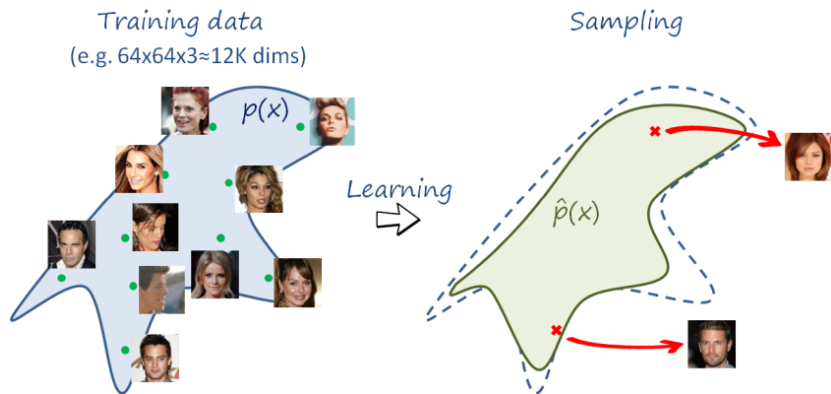 Training data
(e.g. 64x64x3≈12K dims)
p(x)
Learning
Sampling
p̂(x)